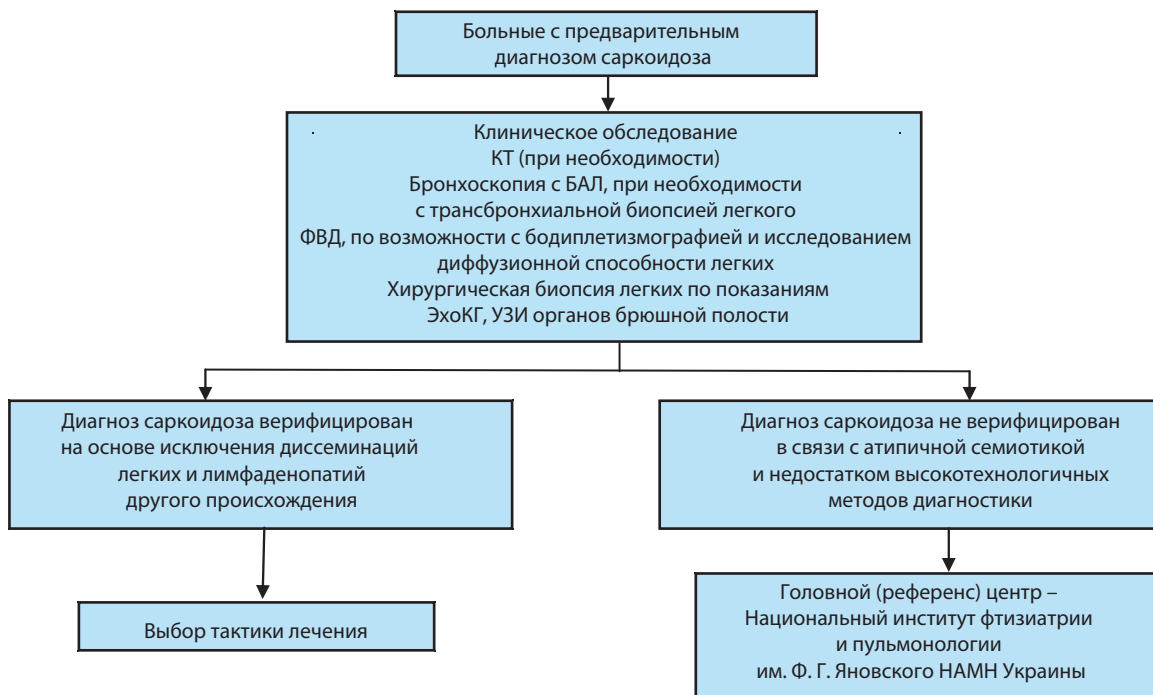 Больные с предварительным
диагнозом саркоидоза
Клиническое обследование
КТ (при необходимости)
Бронхоскопия с БАЛ, при необходимости
с трансбронхиальной биопсией легкого
ФВД, по возможности с бодиплетизмографией и исследованием
диффузионной способности легких
Хирургическая биопсия легких по показаниям
ЭхоКГ, УЗИ органов брюшной полости
Диагноз саркоидоза верифицирован
на основе исключения диссеминаций
легких и лимфаденопатий
другого происхождения
Диагноз саркоидоза не верифицирован
в связи с атипичной семиотикой
и недостатком высокотехнологичных
методов диагностики
Выбор тактики лечения
Головной (референс) центр –
Национальный институт фтизиатрии
и пульмонологии
им. Ф. Г. Яновского НАМН Украины